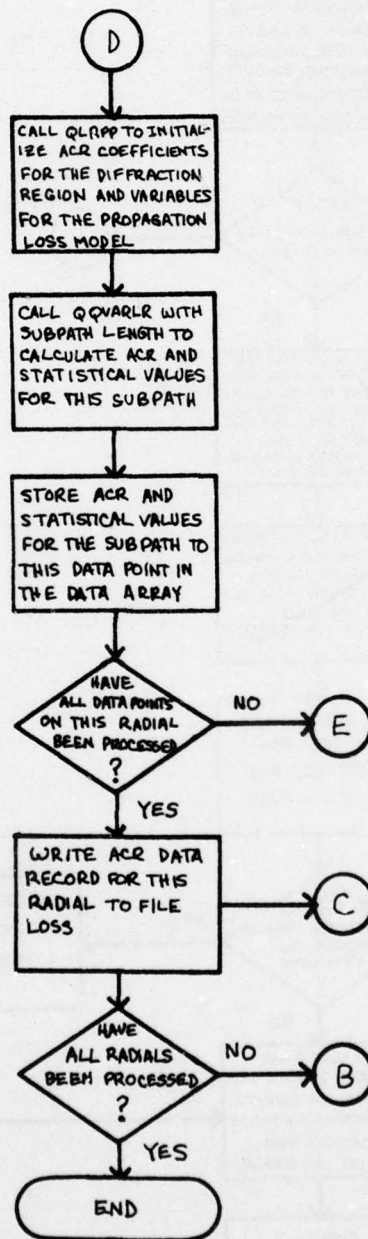 D
CALL QLRPP TO INITIAL-
IZE ACR COEFFICIENTS
FOR THE DIFFRACTION
REGION AND VARIABLES
FOR THE PROPAGATION
LOSS MODEL
CALL QQVARLR WITH
SUBPATH LENGTH TO
CALCULATE ACR AND
STATISTICAL VALUES
FOR THIS SUBPATH
STORE ACR AND
STATISTICAL VALUES
FOR THE SUBPATH TO
THIS DATA POINT IN
THE DATA ARRAY
HAVE
ALL DATA POINTS
ON THIS RADIAL
BEEN PROCESSED
?
NO
E
YES
WRITE ACR DATA
RECORD FOR THIS
RADIAL TO FILE
LOSS
C
HAVE
ALL RADIALS
BEEM PROCESSED
?
NO
B
YES
END